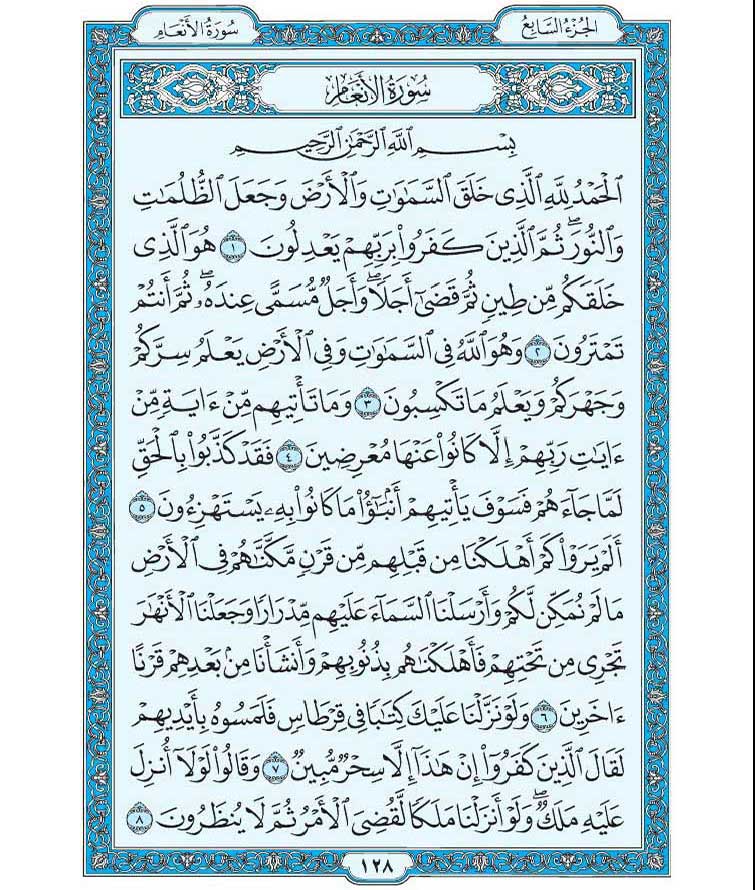 الجُزْءُ السَّابِعُ
سُورَةُ الأَنْعَامِ
سُورَةُ الأَنْعَامِ
بِسْمِ ٱللَّهِ ٱلرَّحْمَٰنِ ٱلرَّحِيمِ
ٱلْحَمْدُ لِلَّهِ ٱلَّذِى خَلَقَ ٱلسَّمَٰوَٰتِ وَٱلْأَرْضَ وَجَعَلَ ٱلظُّلُمَٰتِ
وَٱلنُّورَۖ ثُمَّ ٱلَّذِينَ كَفَرُوا۟ بِرَبِّهِمْ يَعْدِلُونَ ١ هُوَ ٱلَّذِى
خَلَقَكُم مِّن طِينٍ ثُمَّ قَضَىٰٓ أَجَلًاۖ وَأَجَلٌ مُّسَمًّى عِندَهُۥۖ ثُمَّ أَنتُمْ
تَمْتَرُونَ ٢ وَهُوَ ٱللَّهُ فِى ٱلسَّمَٰوَٰتِ وَفِى ٱلْأَرْضِ يَعْلَمُ سِرَّكُمْ
وَجَهْرَكُمْ وَيَعْلَمُ مَا تَكْسِبُونَ ٣ وَمَا تَأْتِيهِم مِّنْ ءَايَةٍ مِّنْ
ءَايَٰتِ رَبِّهِمْ إِلَّا كَانُوا۟ عَنْهَا مُعْرِضِينَ ٤ فَقَدْ كَذَّبُوا۟ بِٱلْحَقِّ
لَمَّا جَآءَهُمْ فَسَوْفَ يَأْتِيهِمْ أَنۢبَٰٓؤُا۟ مَا كَانُوا۟ بِهِۦ يَسْتَهْزِءُونَ ٥
أَلَمْ يَرَوْا۟ كَمْ أَهْلَكْنَا مِن قَبْلِهِم مِّن قَرْنٍ مَّكَّنَّٰهُمْ فِى ٱلْأَرْضِ
مَا لَمْ نُمَكِّن لَّكُمْ وَأَرْسَلْنَا ٱلسَّمَآءَ عَلَيْهِم مِّدْرَارًا وَجَعَلْنَا ٱلْأَنْهَٰرَ
تَجْرِى مِن تَحْتِهِمْ فَأَهْلَكْنَٰهُم بِذُنُوبِهِمْ وَأَنشَأْنَا مِنۢ بَعْدِهِمْ قَرْنًا
ءَاخَرِينَ ٦ وَلَوْ نَزَّلْنَا عَلَيْكَ كِتَٰبًا فِى قِرْطَاسٍ فَلَمَسُوهُ بِأَيْدِيهِمْ
لَقَالَ ٱلَّذِينَ كَفَرُوٓا۟ إِنْ هَٰذَآ إِلَّا سِحْرٌ مُّبِينٌ ٧ وَقَالُوا۟ لَوْلَآ أُنزِلَ
عَلَيْهِ مَلَكٌۖ وَلَوْ أَنزَلْنَا مَلَكًا لَّقُضِىَ ٱلْأَمْرُ ثُمَّ لَا يُنظَرُونَ ٨
١٢٨